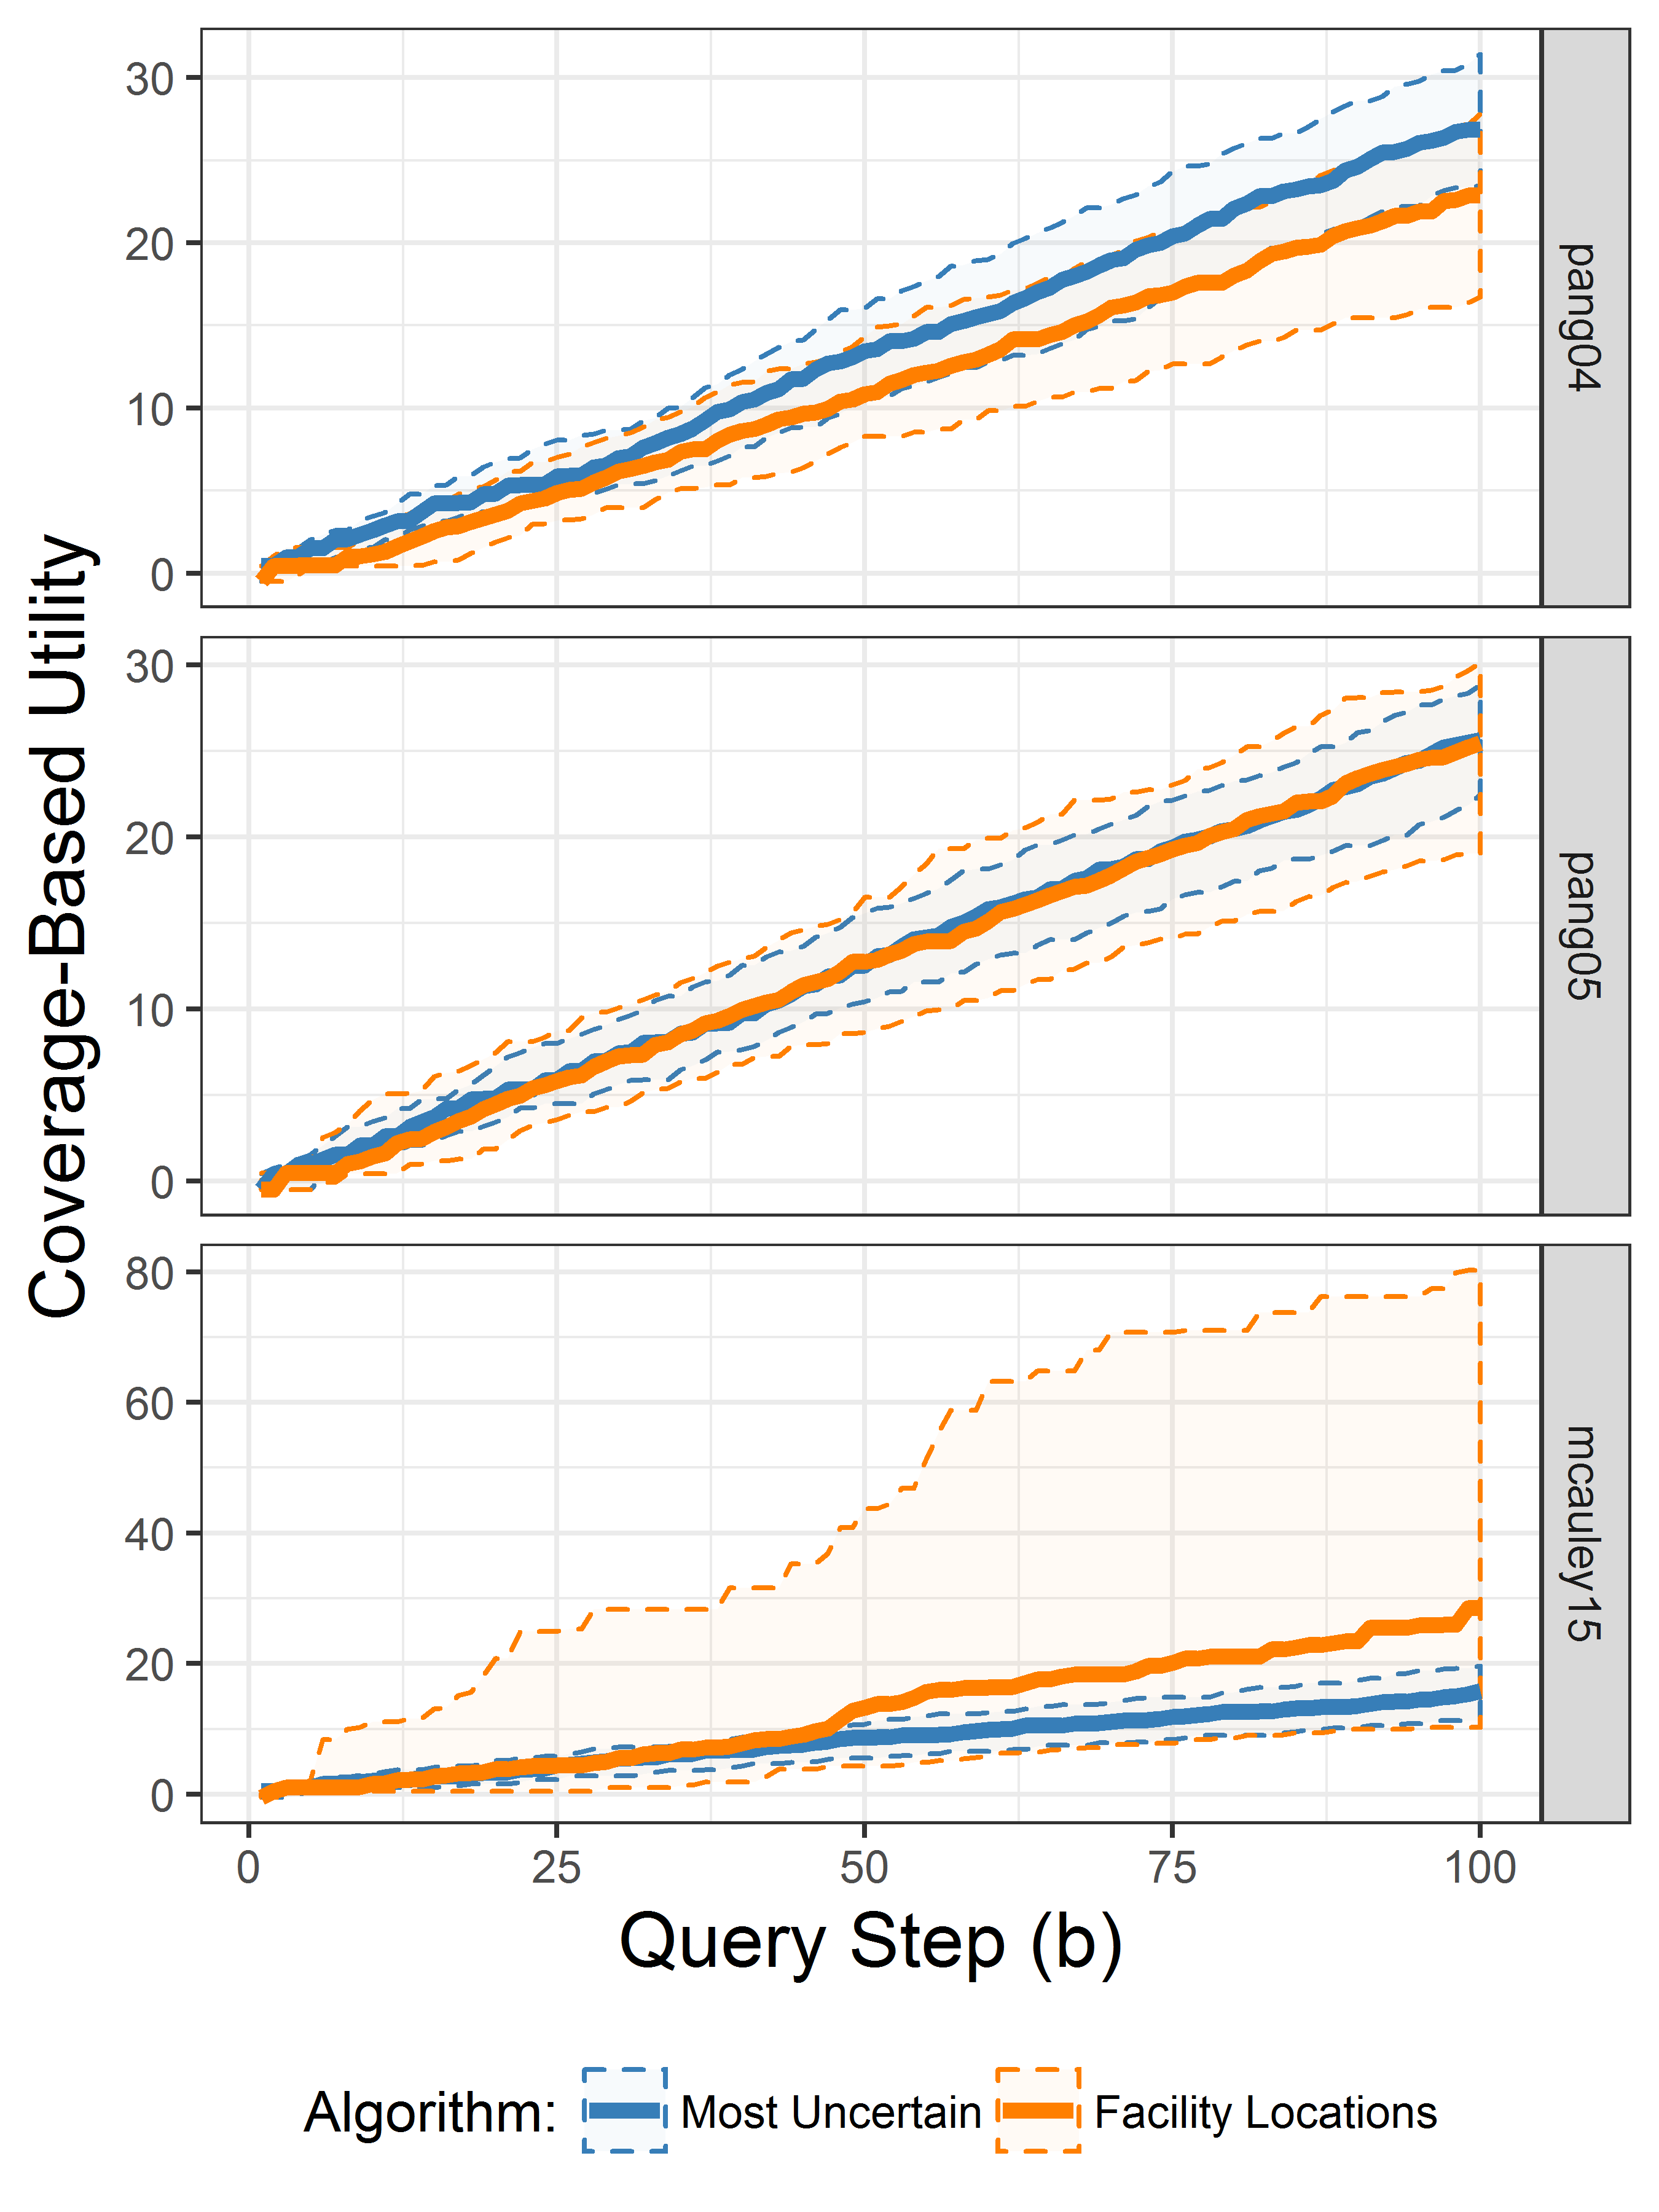 Coverage-Based Utility
30
20
10
0
pang04
30
20
10
0
pang05
80
60
40
20
0
mcauley15
0 25 50 75 100
Query Step (b)
Algorithm: Most Uncertain Facility Locations